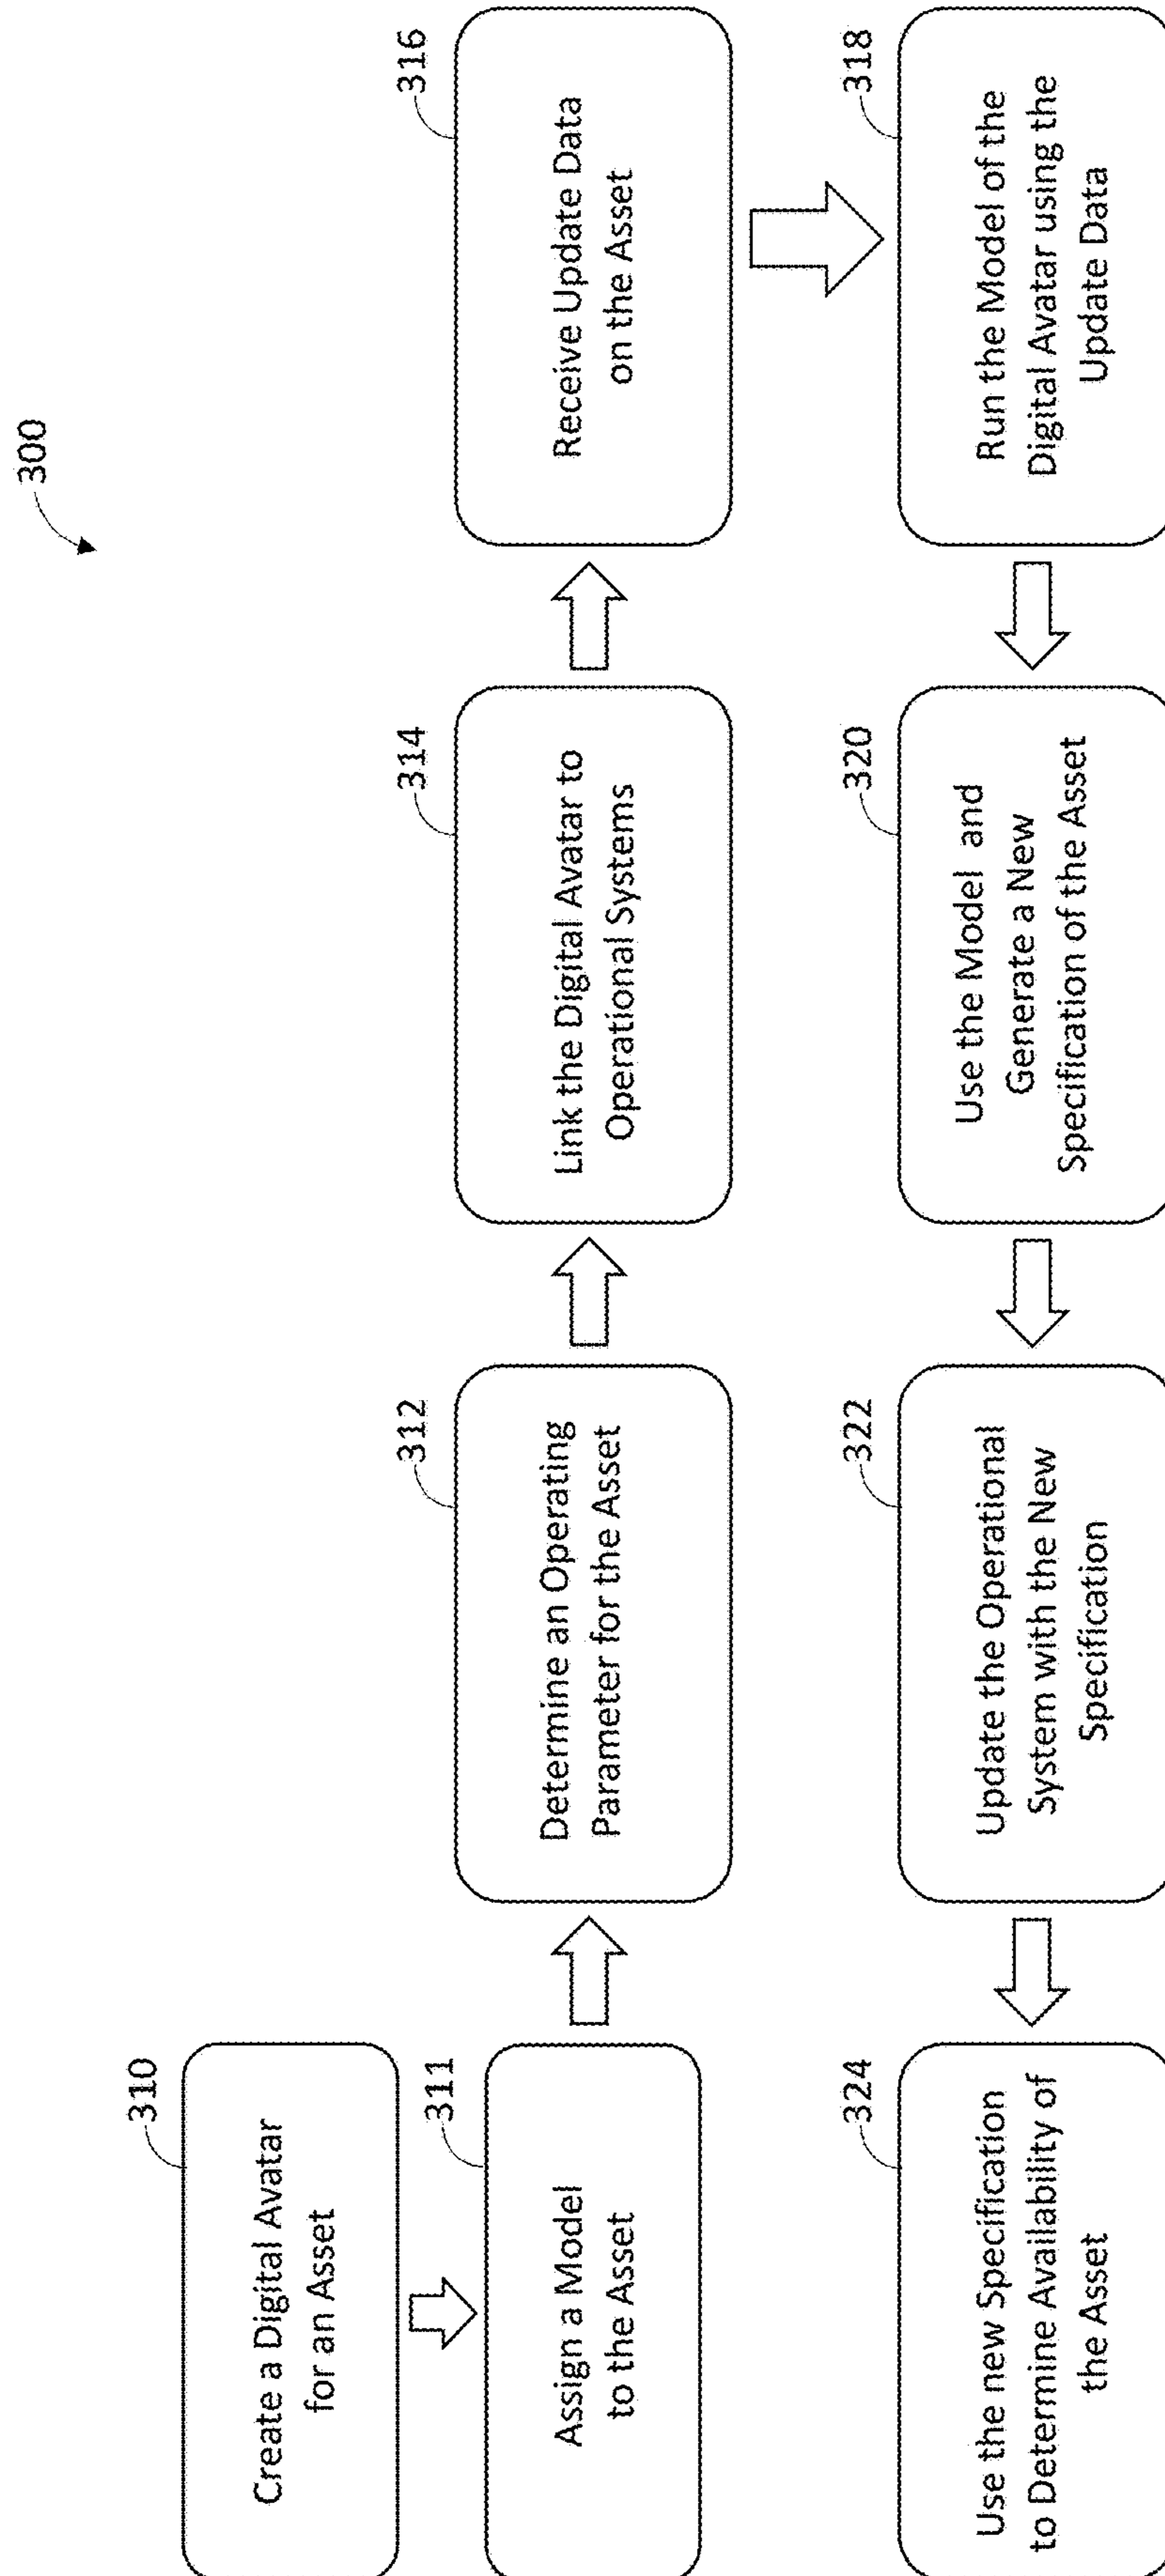 300
310
Create a Digital Avatar
for an Asset
311
Assign a Model
to the Asset
312
Determine an Operating
Parameter for the Asset
314
Link the Digital Avatar to
Operational Systems
316
Receive Update Data
on the Asset
318
Run the Model of the
Digital Avatar using the
Update Data
320
Use the Model and
Generate a New
Specification of the Asset
322
Update the Operational
System with the New
Specification
324
Use the new Specification
to Determine Availability of
the Asset